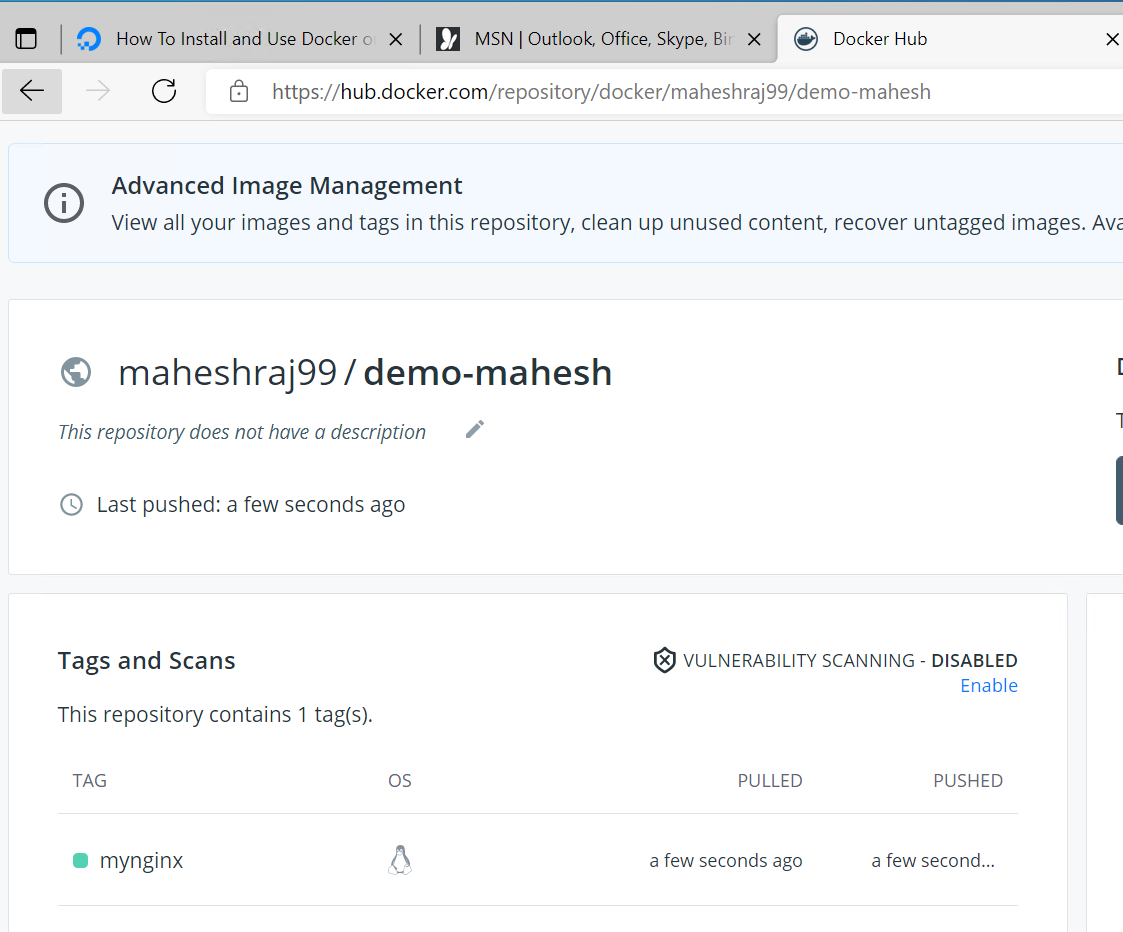 How To Install and Use Docker o
MSN | Outlook, Office, Skype, Bin
Docker Hub
https://hub.docker.com/repository/docker/maheshraj99/demo-mahesh
Advanced Image Management
View all your images and tags in this repository, clean up unused content, recover untagged images. Ava
maheshraj99 / demo-mahesh
This repository does not have a description
Last pushed: a few seconds ago
Tags and Scans
VULNERABILITY SCANNING - DISABLED
Enable
This repository contains 1 tag(s).
TAG OS PULLED PUSHED
mynginx a few seconds ago a few second...